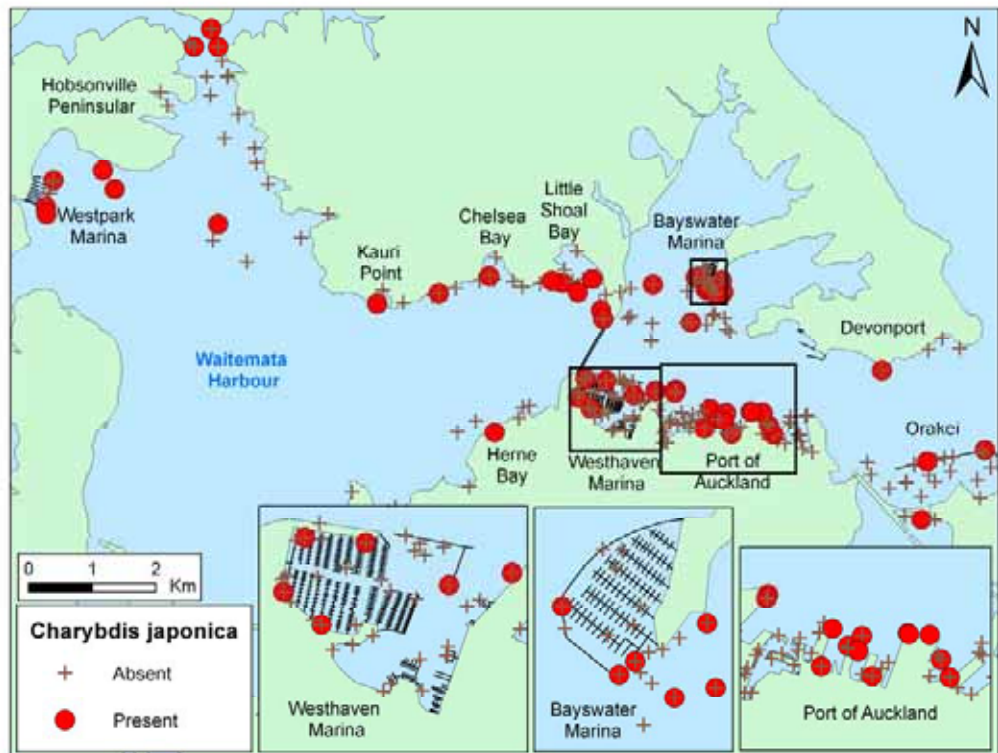 N
Hobsonville
Peninsular
Westpark
Marina
Kauri
Point
Chelsea
Bay
Little
Shoal
Bay
Bayswater
Marina
Devonport
Waitemata
Harbour
Herne
Bay
Westhaven
Marina
Port of
Auckland
Orakei
0 1 2
Km
Charybdis japonica
Absent
Present
Westhaven
Marina
Bayswater
Marina
Port of Auckland